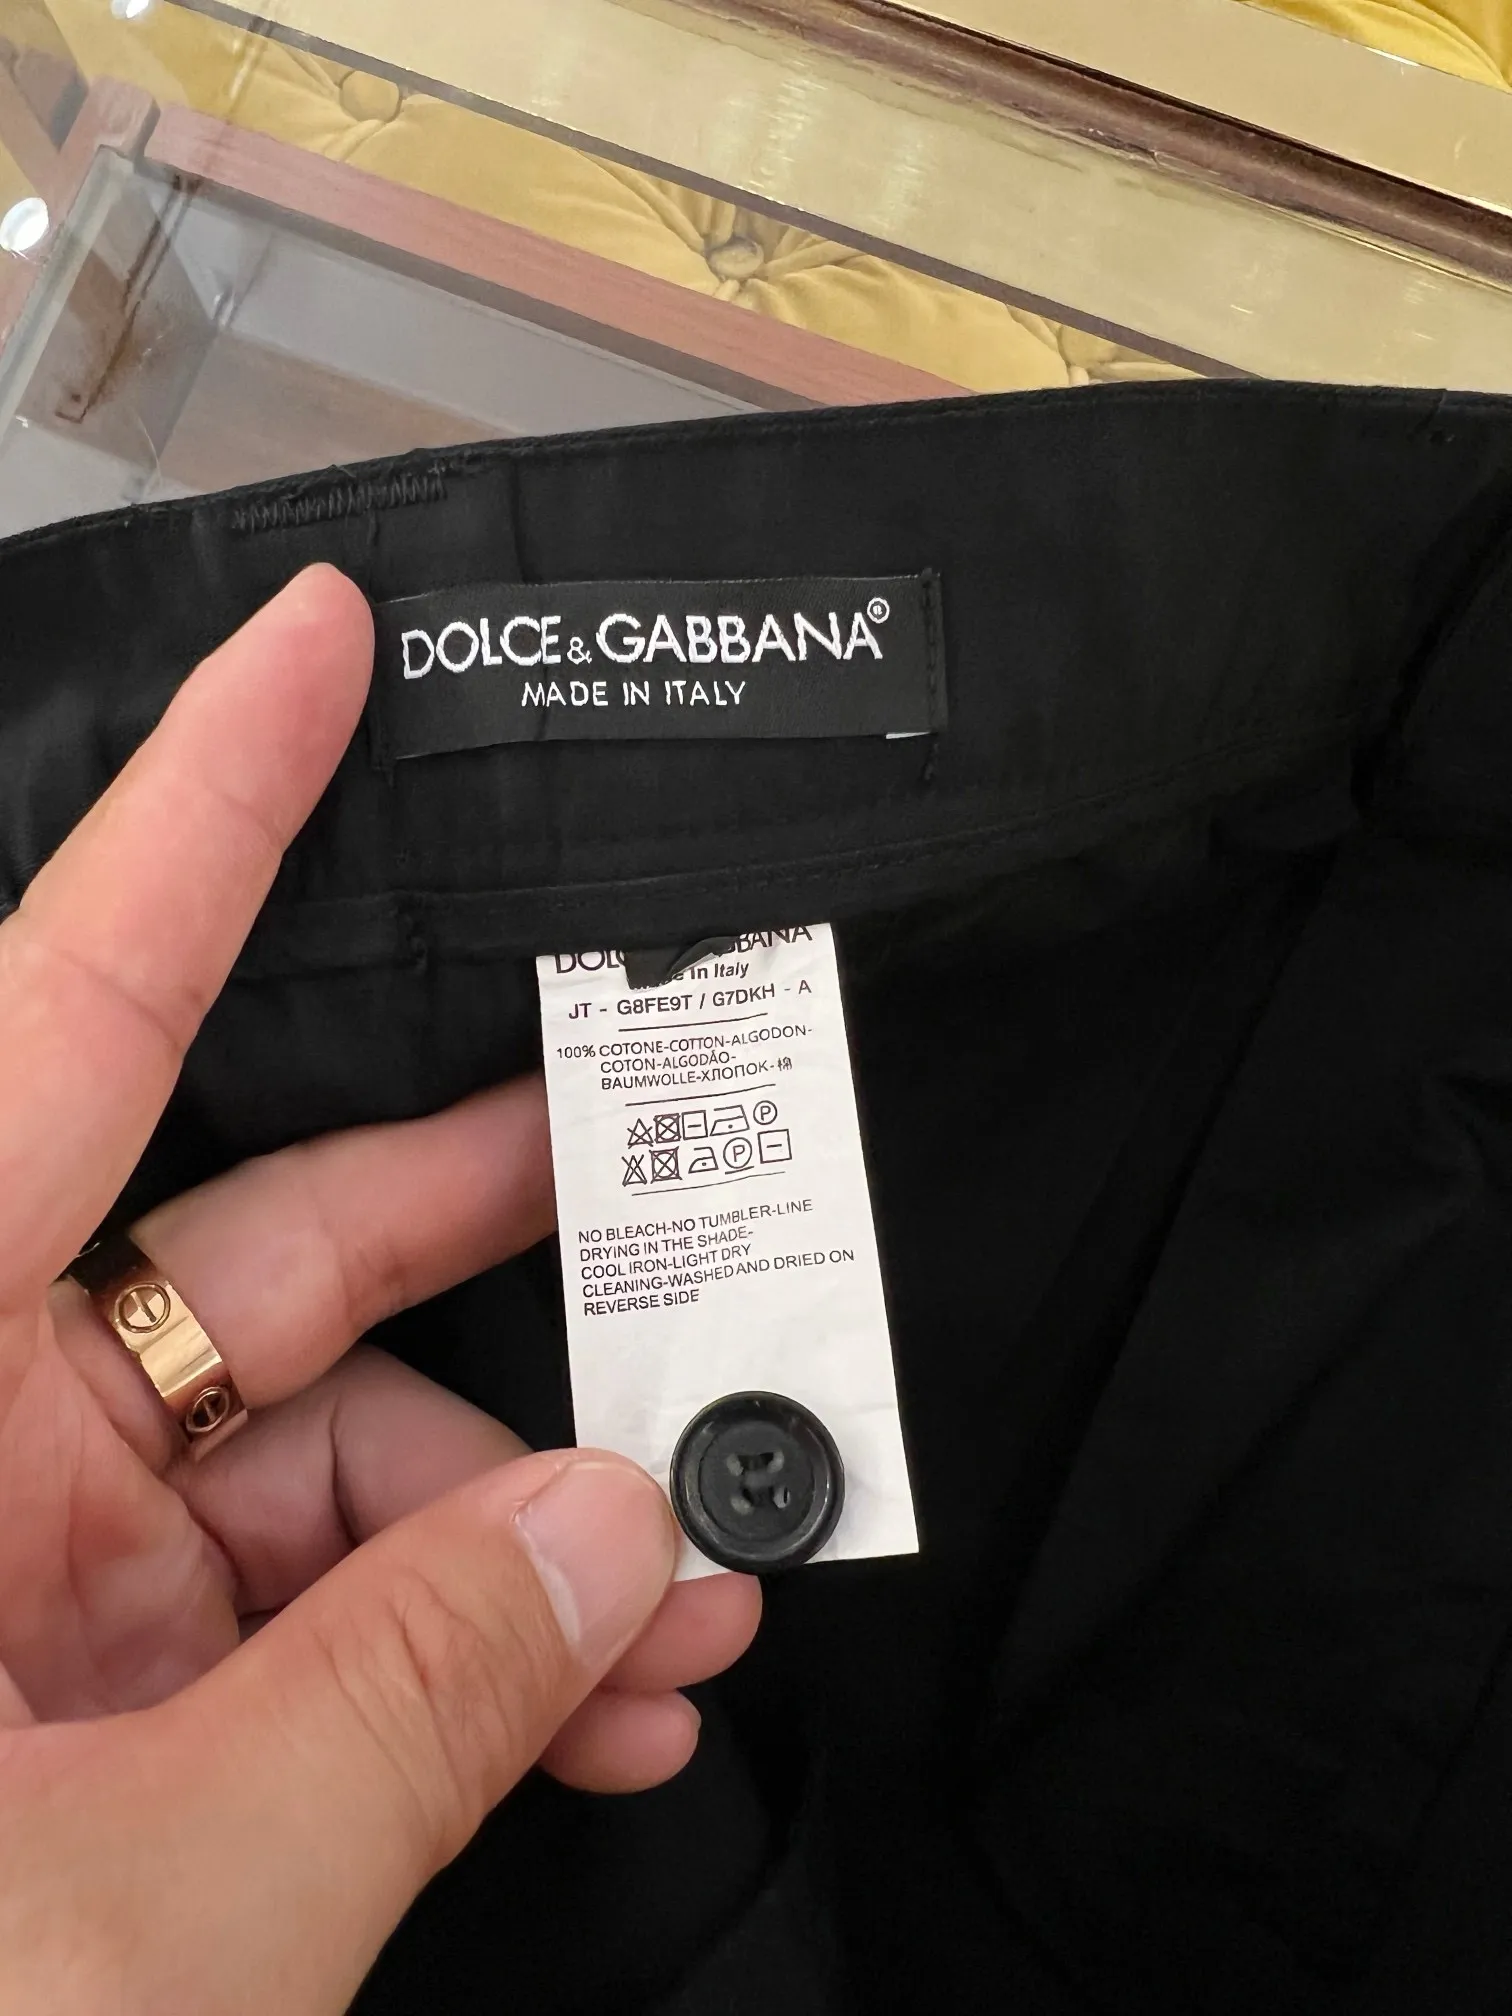 DOLCE&GABBANA®
MADE IN ITALY
in Italy
JT - G8FE9T / G7DKH - A
100% COTONE-COTTON-ALGODON-
COTON-ALGODÃO-
BAUMWOLLE-ХЛОПОК-棉
P
P
NO BLEACH-NO TUMBLER-LINE
DRYING IN THE SHADE-
COOL IRON-LIGHT DRY
CLEANING-WASHED AND DRIED ON
REVERSE SIDE